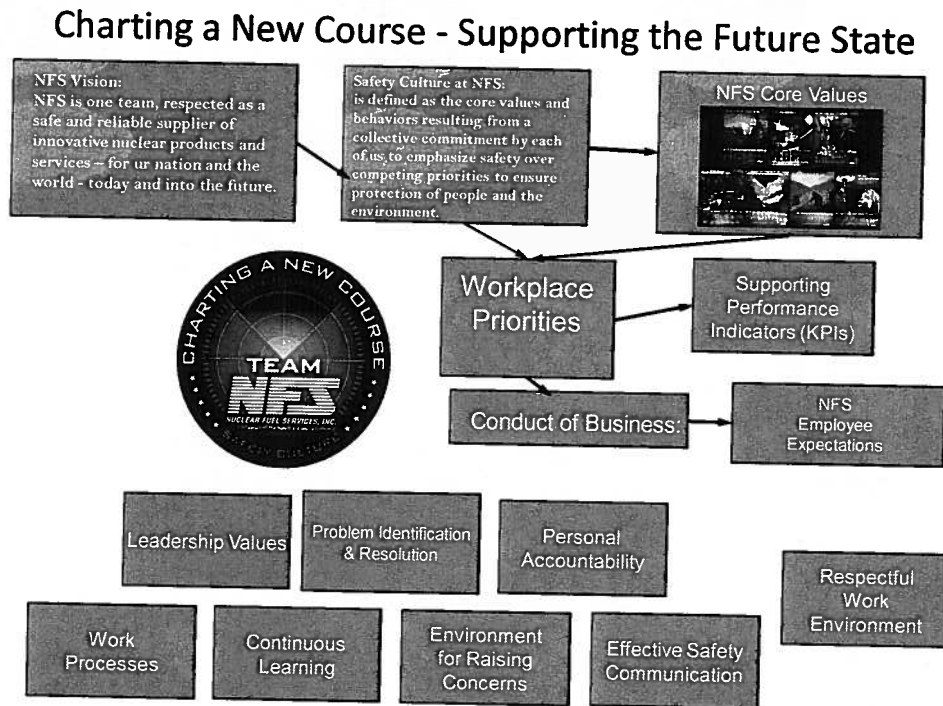 Charting a New Course - Supporting the Future State
NFS Vision:
NFS is one team, respected as a
safe and reliable supplier of
innovative nuclear products and
services – for ur nation and the
world - today and into the future.
Safety Culture at NFS:
is defined as the core values and
behaviors resulting from a
collective commitment by each
of us to emphasize safety over
competing priorities to ensure
protection of people and the
environment.
NFS Core Values
CHARTING A NEW COURSE
TEAM
NFS
NUCLEAR FUEL SERVICES, INC.
SAFETY CULTURE
Workplace
Priorities
Supporting
Performance
Indicators (KPIs)
Conduct of Business:
NFS
Employee
Expectations
Leadership Values
Problem Identification
& Resolution
Personal
Accountability
Respectful
Work
Environment
Work
Processes
Continuous
Learning
Environment
for Raising
Concerns
Effective Safety
Communication